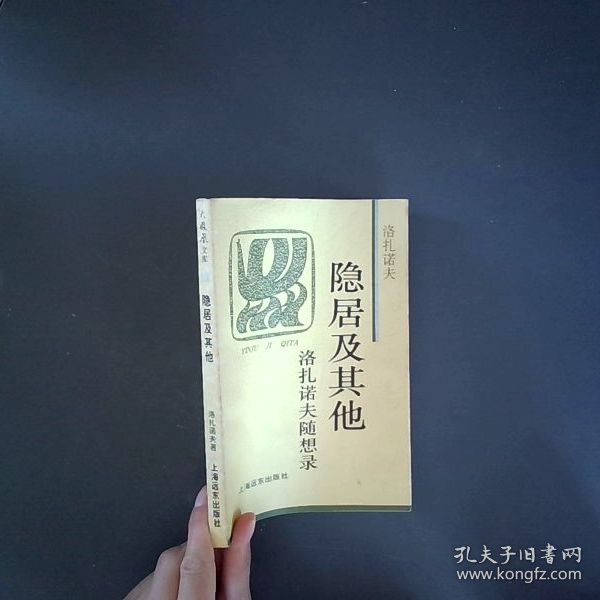 洛扎诺夫
隐居及其他
洛扎诺夫随想录
YINJU JI QITA
上海远东出版社
文库
隐居及其他
洛扎诺夫著
上海远东出版社
孔夫子旧书网
www.kongfz.com